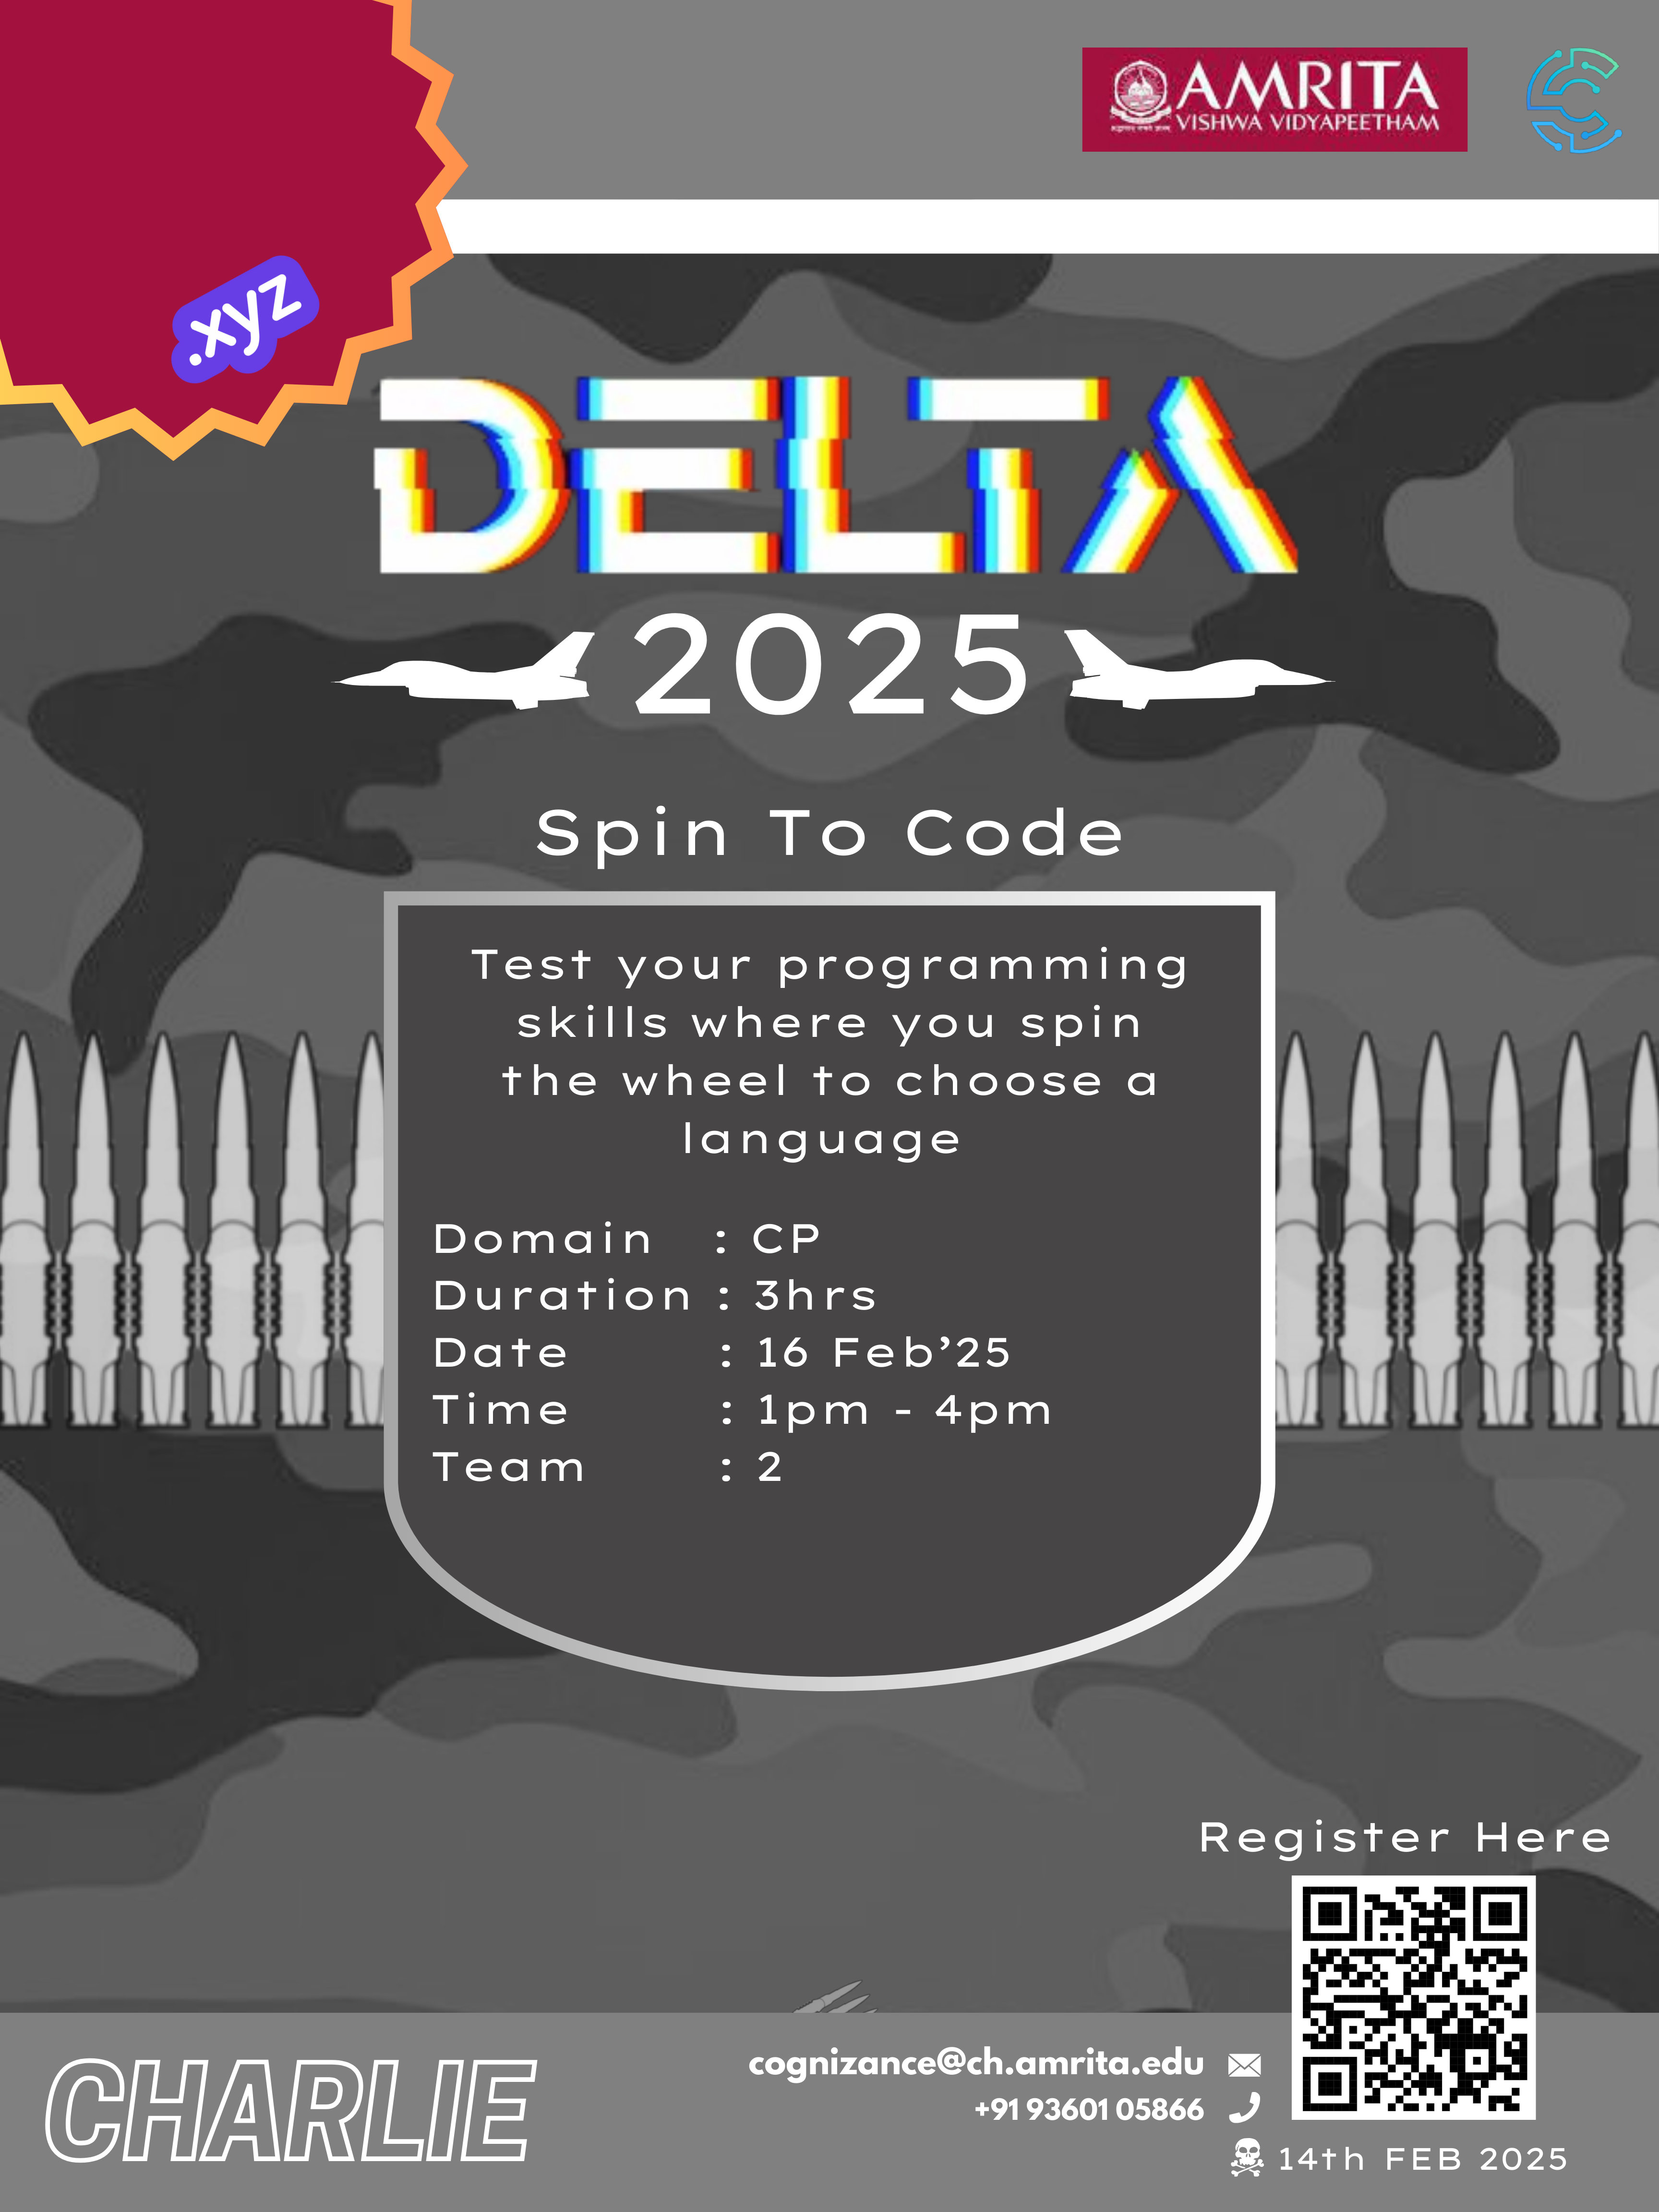 AMRITA
VISHWA VIDYAPEETHAM
.xyz
DELTA
2025
Spin To Code
Test your programming
skills where you spin
the wheel to choose a
language
Domain : CP
Duration : 3hrs
Date : 16 Feb’25
Time : 1pm - 4pm
Team : 2
Register Here
CHARLIE
cognizance@ch.amrita.edu
+91 93601 05866
14th FEB 2025